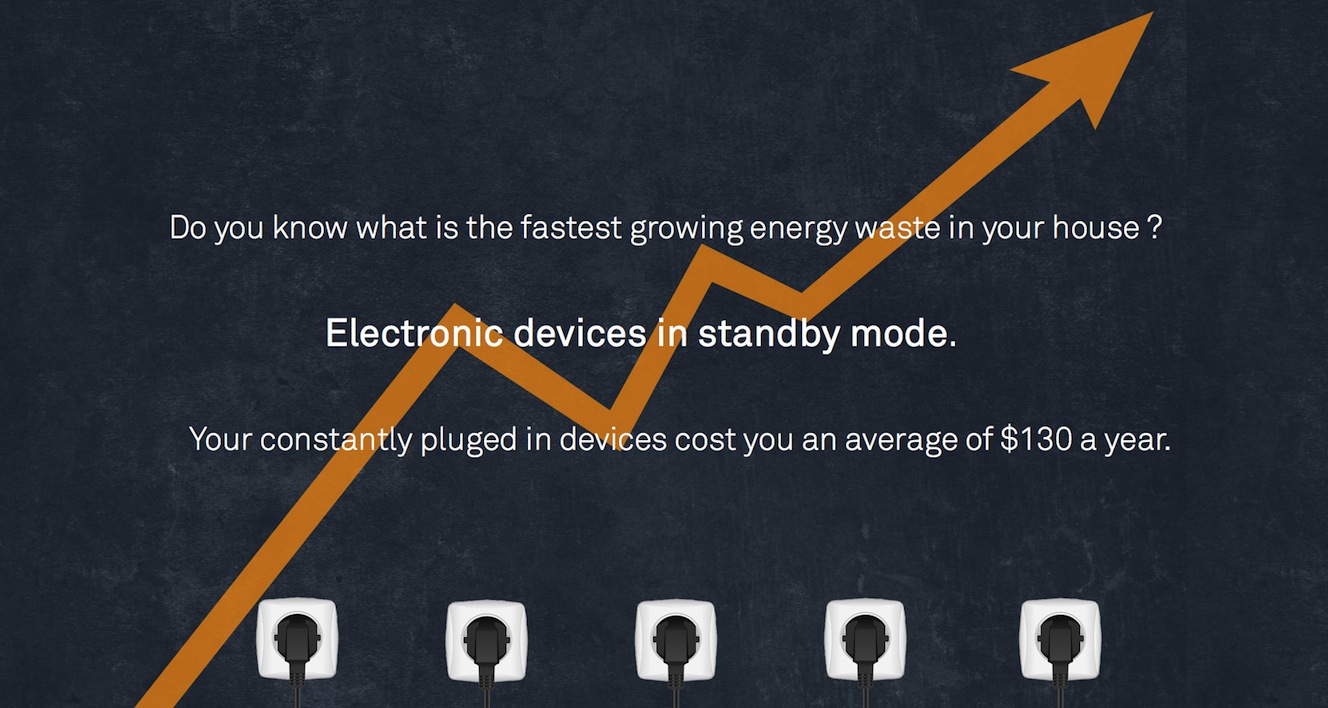 Do you know what is the fastest growing energy waste in your house ?
Electronic devices in standby mode.
Your constantly pluged in devices cost you an average of $130 a year.